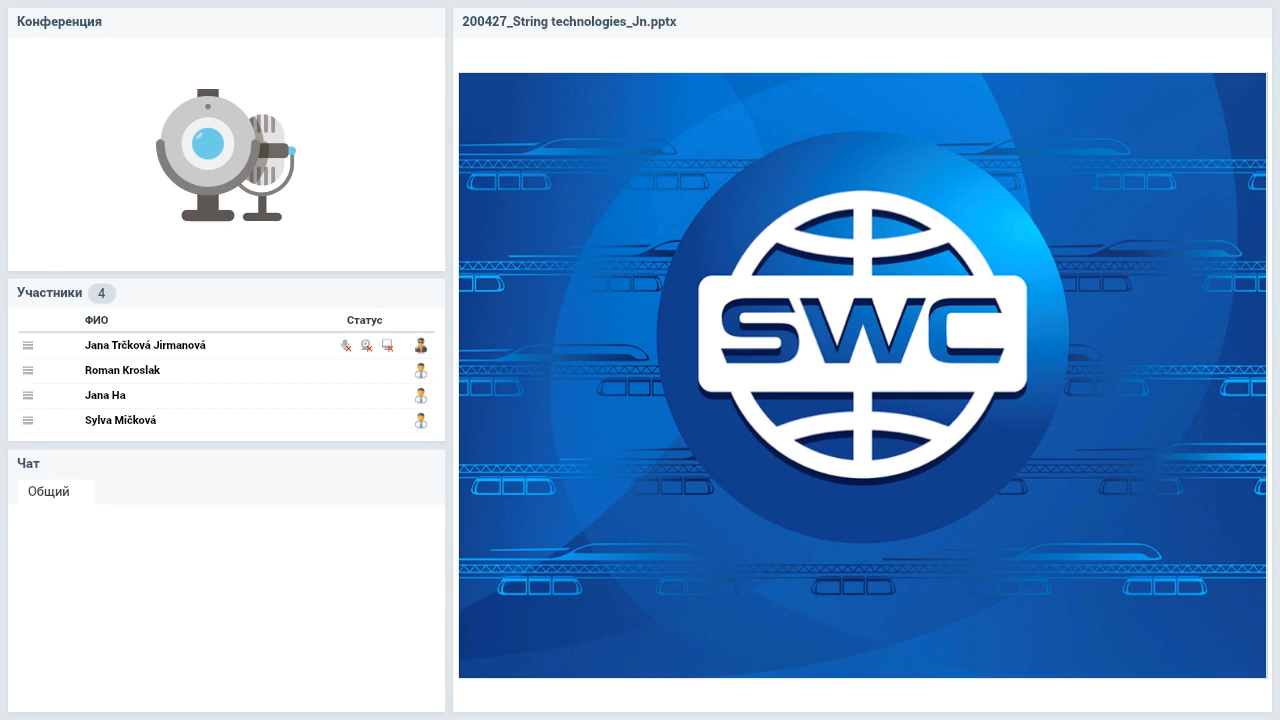 Конференция
Участники 4
ФИО Статус
Jana Trčková Jirmanová
Roman Kroslak
Jana Ha
Sylva Mičková
Чат
Общий
200427_String technologies_Jn.pptx
SWC